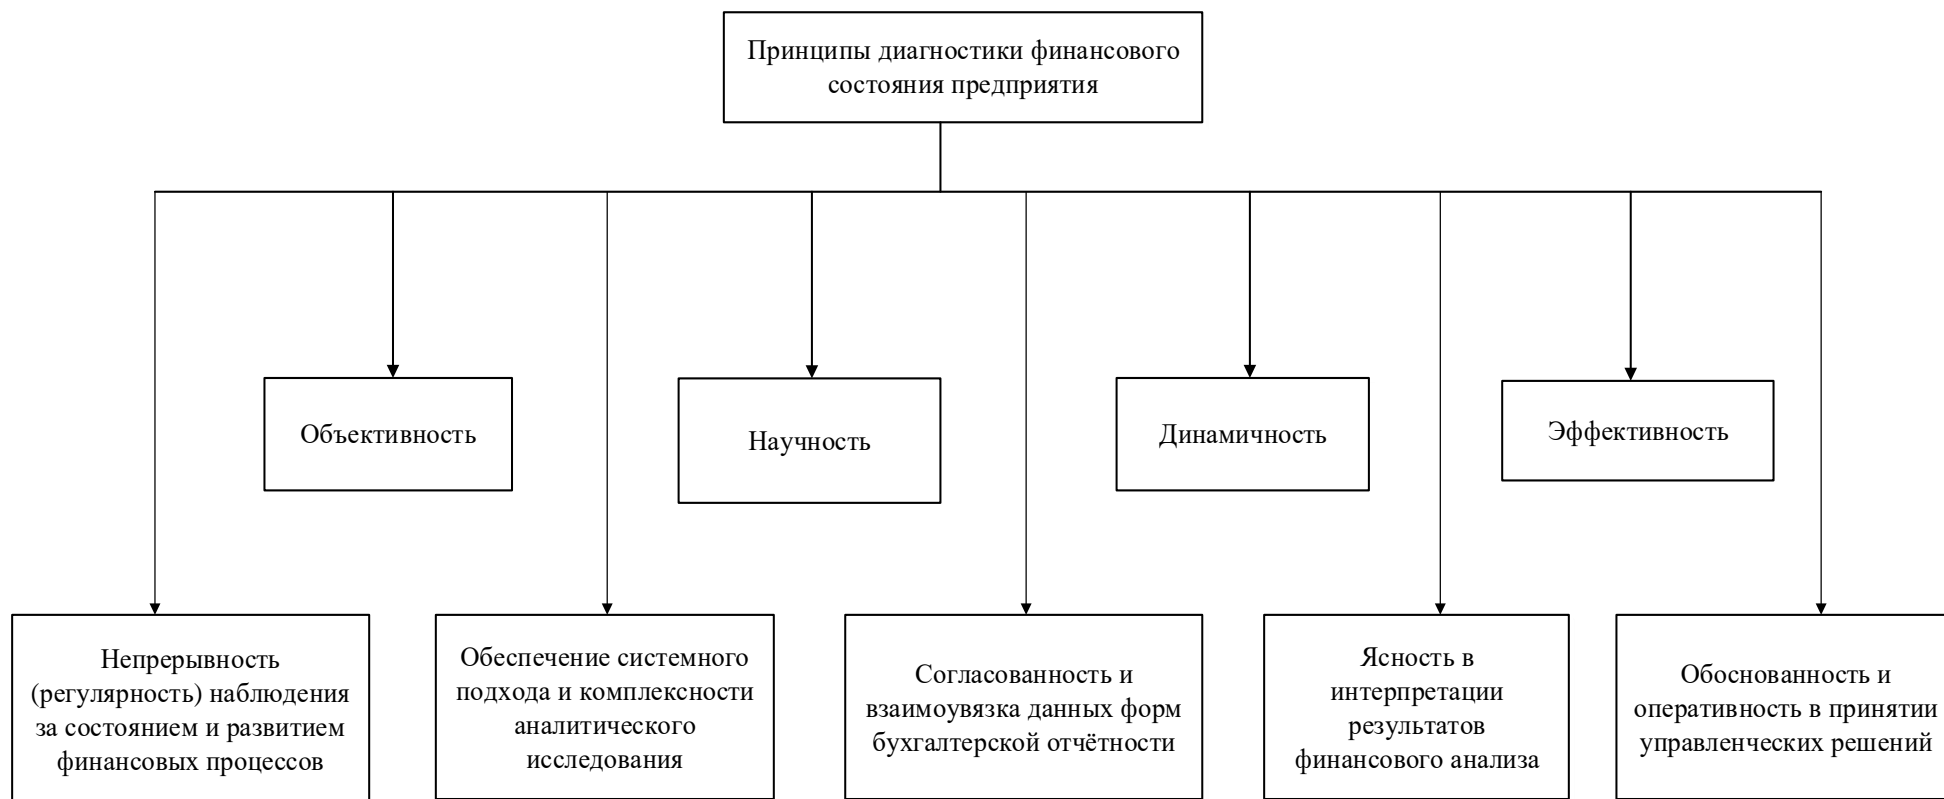 Принципы диагностики финансового
состояния предприятия
Объективность
Научность
Динамичность
Эффективность
Непрерывность
(регулярность) наблюдения
за состоянием и развитием
финансовых процессов
Обеспечение системного
подхода и комплексности
аналитического
исследования
Согласованность и
взаимоувязка данных форм
бухгалтерской отчётности
Ясность в
интерпретации
результатов
финансового анализа
Обоснованность и
оперативность в принятии
управленческих решений